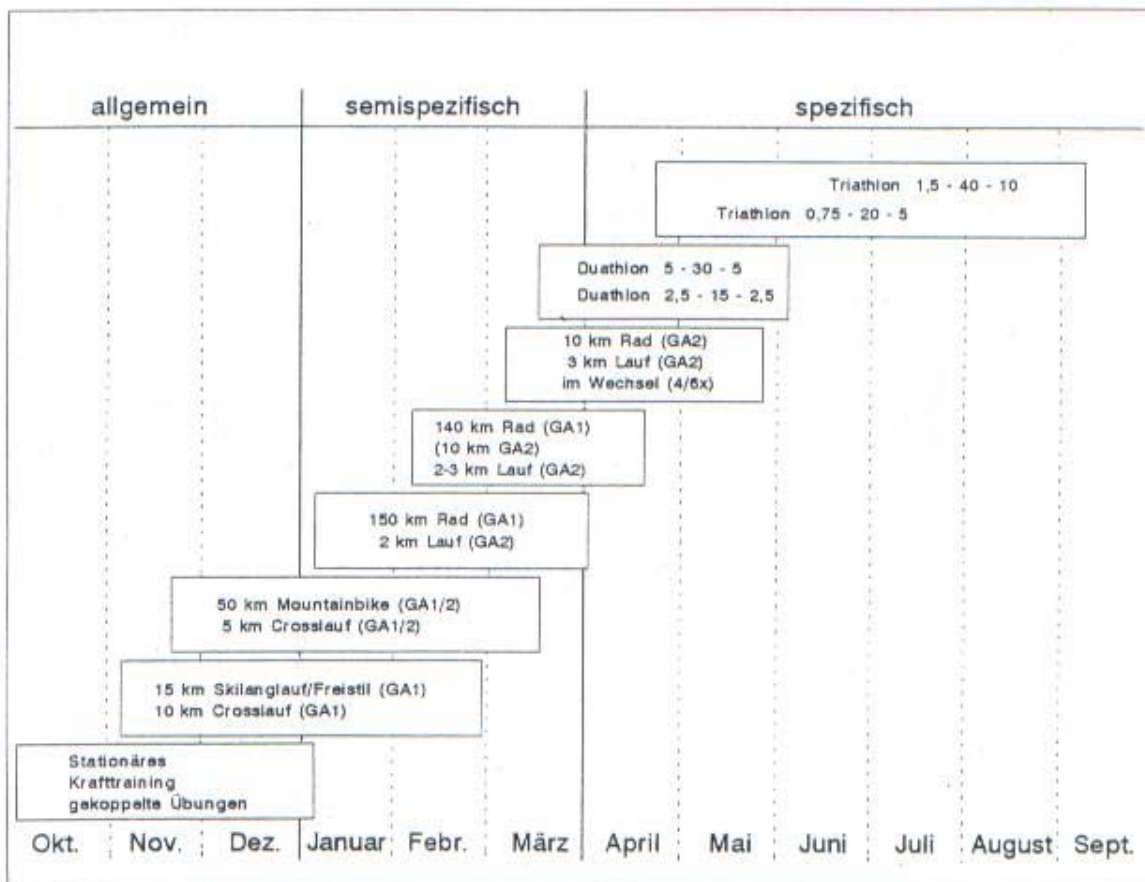 allgemein semispezifisch spezifisch
Triathlon 1,5 - 40 - 10
Triathlon 0,75 - 20 - 5
Duathlon 5 - 30 - 5
Duathlon 2,5 - 15 - 2,5
10 km Rad (GA2)
3 km Lauf (GA2)
im Wechsel (4/6x)
140 km Rad (GA1)
(10 km GA2)
2-3 km Lauf (GA2)
150 km Rad (GA1)
2 km Lauf (GA2)
50 km Mountainbike (GA1/2)
5 km Crosslauf (GA1/2)
15 km Skilanglauf/Freistil (GA1)
10 km Crosslauf (GA1)
Stationäres
Krafttraining
gekoppelte Übungen
Okt. Nov. Dez. Januar Febr. März April Mai Juni Juli August Sept.